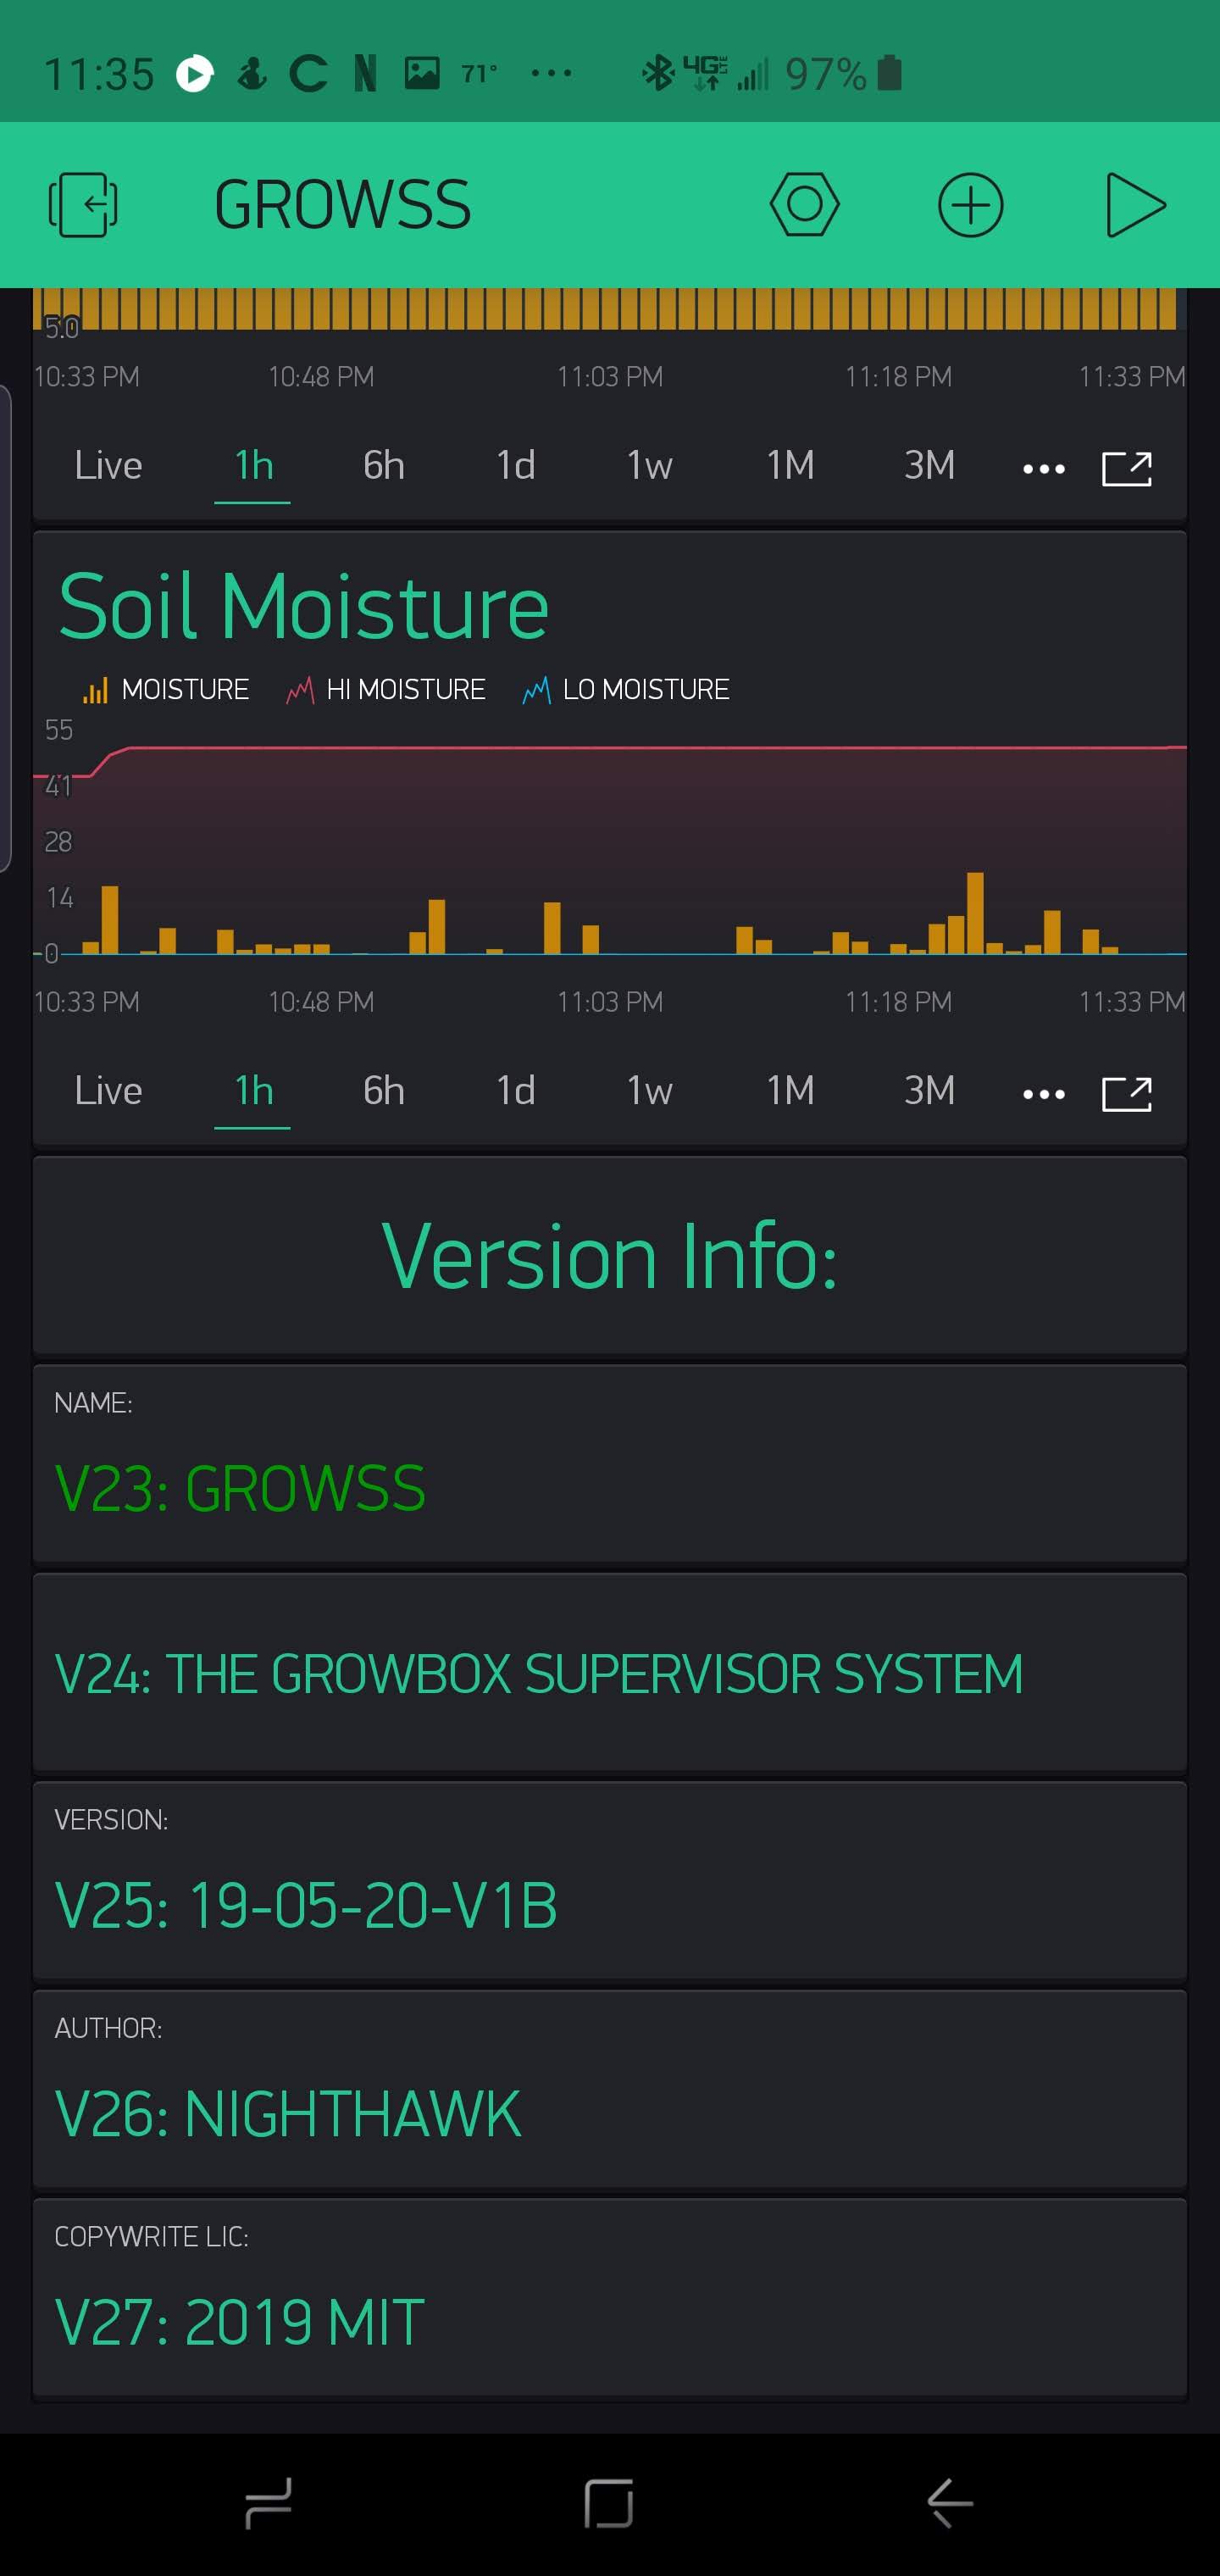 11:35 71° 4G LTE 97%
GROWSS
5.0
10:33 PM 10:48 PM 11:03 PM 11:18 PM 11:33 PM
Live 1h 6h 1d 1w 1M 3M
Soil Moisture
MOISTURE HI MOISTURE LO MOISTURE
55
41
28
14
0
10:33 PM 10:48 PM 11:03 PM 11:18 PM 11:33 PM
Live 1h 6h 1d 1w 1M 3M
Version Info:
NAME:
V23: GROWSS
V24: THE GROWBOX SUPERVISOR SYSTEM
VERSION:
V25: 19-05-20-V1B
AUTHOR:
V26: NIGHTHAWK
COPYWRITE LIC:
V27: 2019 MIT